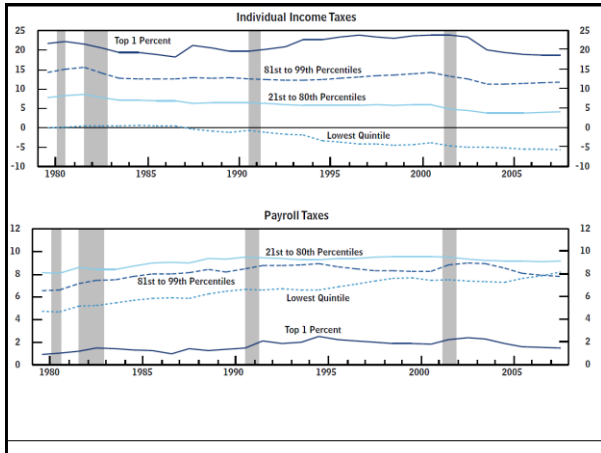 Individual Income Taxes
25 25
Top 1 Percent
20 20
15 15
81st to 99th Percentiles
10 10
21st to 80th Percentiles
5 5
0 0
Lowest Quintile
-5 -5
-10 -10
1980 1985 1990 1995 2000 2005
Payroll Taxes
12 12
21st to 80th Percentiles
10 10
8 8
81st to 99th Percentiles
6 6
Lowest Quintile
4 4
Top 1 Percent
2 2
0 0
1980 1985 1990 1995 2000 2005